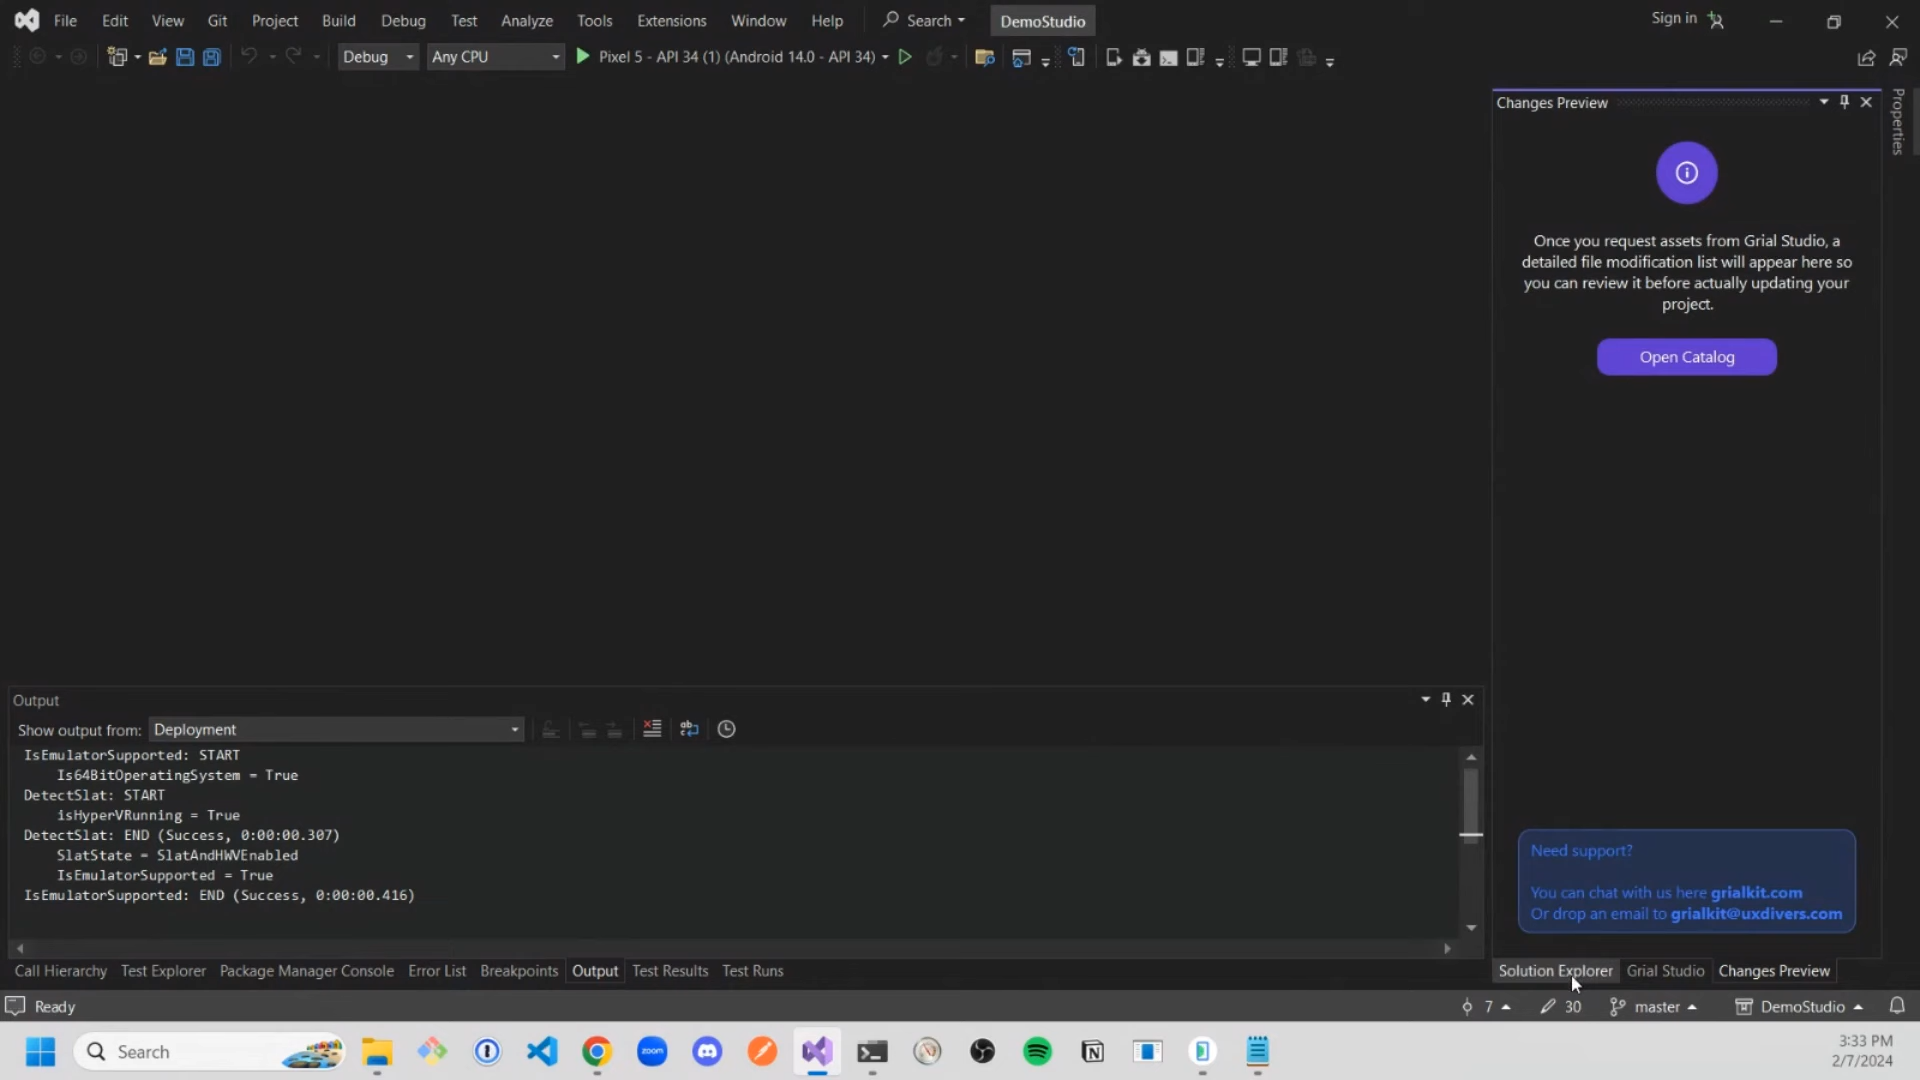 File Edit View Git Project Build Debug Test Analyze Tools Extensions Window Help Search DemoStudio Sign in
Debug Any CPU Pixel 5 - API 34 (1) (Android 14.0 - API 34)
Changes Preview
Properties
Once you request assets from Grial Studio, a
detailed file modification list will appear here so
you can review it before actually updating your
project.
Open Catalog
Output
Show output from: Deployment
IsEmulatorSupported: START
Is64BitOperatingSystem = True
DetectSlat: START
isHyperVRunning = True
DetectSlat: END (Success, 0:00:00.307)
SlatState = SlatAndHWVEnabled
IsEmulatorSupported = True
IsEmulatorSupported: END (Success, 0:00:00.416)
Need support?
You can chat with us here grialkit.com
Or drop an email to grialkit@uxdivers.com
Call Hierarchy Test Explorer Package Manager Console Error List Breakpoints Output Test Results Test Runs
Solution Explorer Grial Studio Changes Preview
Ready 7 30 master DemoStudio
Search zoom
3:33 PM
2/7/2024